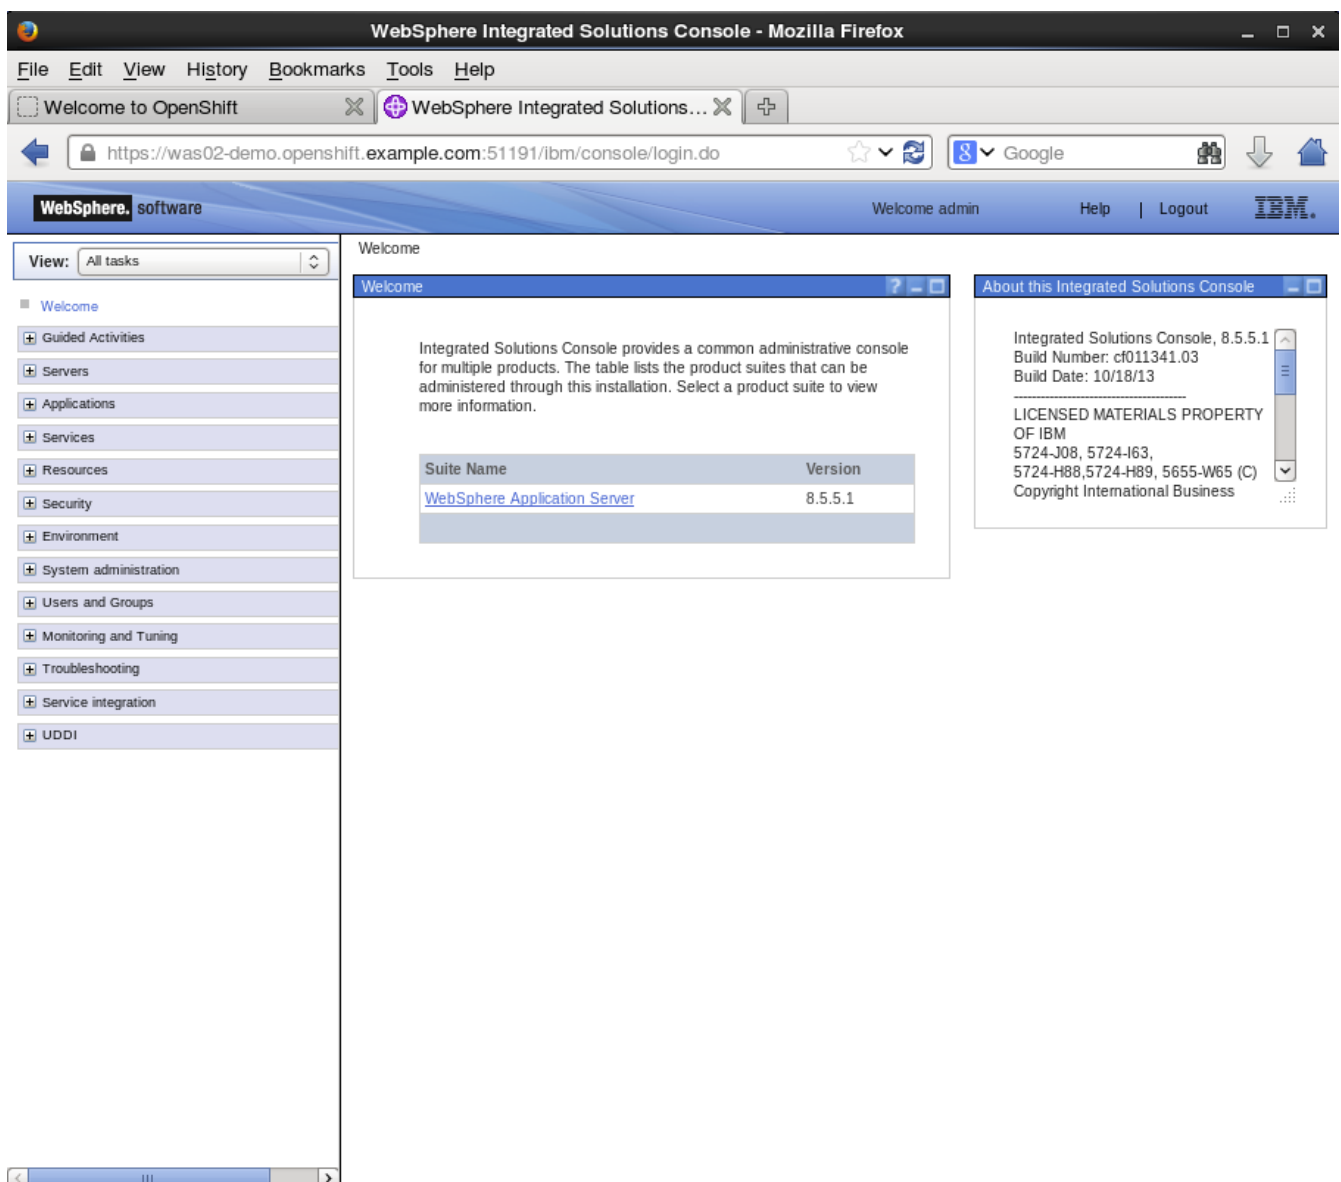 WebSphere Integrated Solutions Console - Mozilla Firefox
File Edit View History Bookmarks Tools Help
Welcome to OpenShift
WebSphere Integrated Solutions...
https://was02-demo.openshift.example.com:51191/ibm/console/login.do
8 Google
WebSphere. software
Welcome admin
Help | Logout
IBM.
View: All tasks
Welcome
Guided Activities
Servers
Applications
Services
Resources
Security
Environment
System administration
Users and Groups
Monitoring and Tuning
Troubleshooting
Service integration
UDDI
Welcome
Welcome
?
Integrated Solutions Console provides a common administrative console
for multiple products. The table lists the product suites that can be
administered through this installation. Select a product suite to view
more information.
Suite Name Version
WebSphere Application Server 8.5.5.1
About this Integrated Solutions Console
Integrated Solutions Console, 8.5.5.1
Build Number: cf011341.03
Build Date: 10/18/13
----------------------------------------
LICENSED MATERIALS PROPERTY
OF IBM
5724-J08, 5724-I63,
5724-H88,5724-H89, 5655-W65 (C)
Copyright International Business